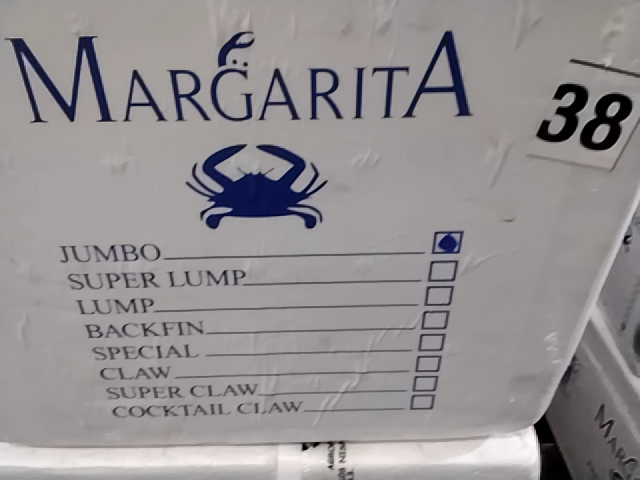 MARGARITA
38
JUMBO
SUPER LUMP
LUMP
BACKFIN
SPECIAL
CLAW
SUPER CLAW
COCKTAIL CLAW